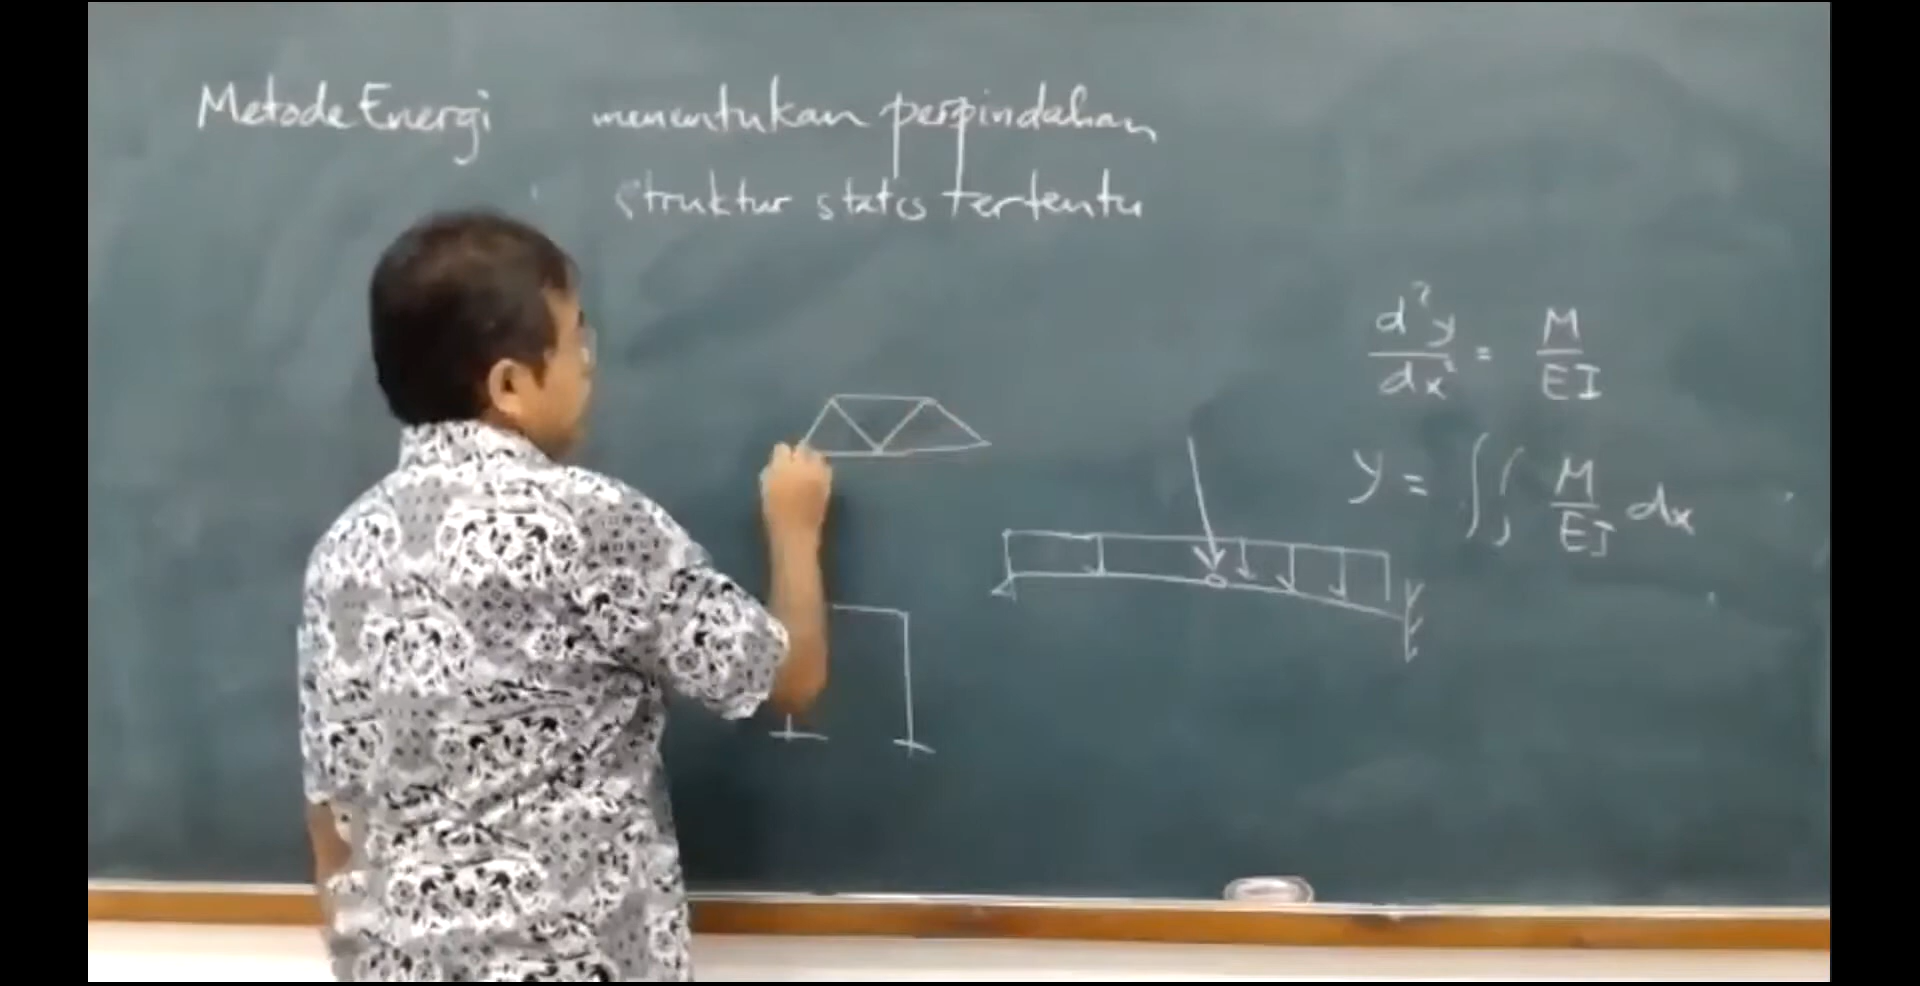 Metode Energi menentukan perpindahan
struktur statis tertentu
d²y/dx² = M/EI
y = ∫∫ M/EI dx